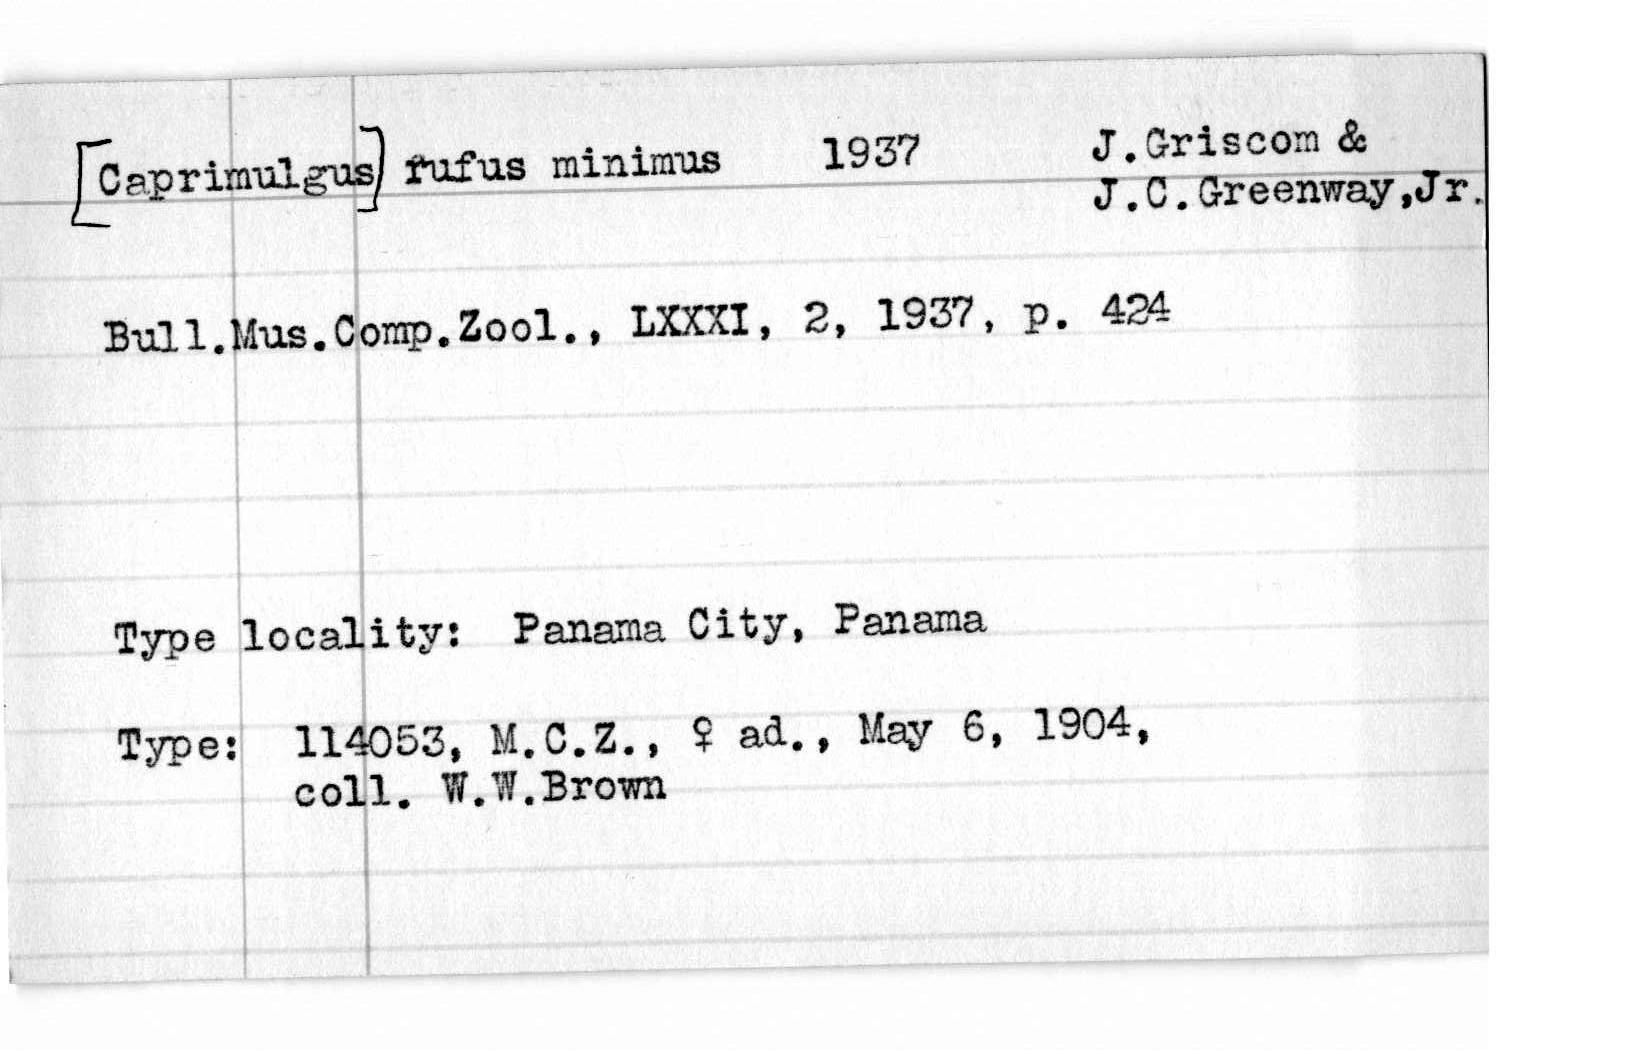 [Caprimulgus] rufus minimus 1937 J.Griscom &
J.C.Greenway,Jr.
Bull.Mus.Comp.Zool., LXXXI, 2, 1937, p. 424
Type locality: Panama City, Panama
Type: 114053, M.C.Z., ♀ ad., May 6, 1904,
coll. W.W.Brown